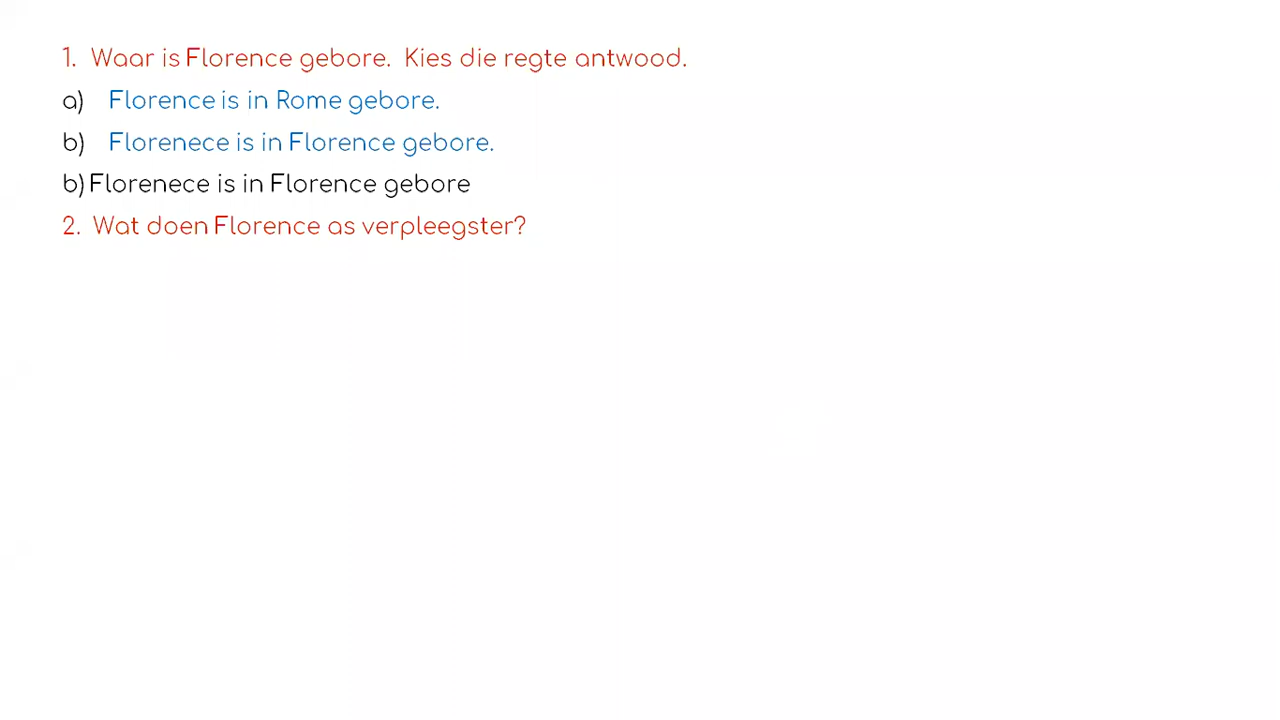 1. Waar is Florence gebore. Kies die regte antwood.
a) Florence is in Rome gebore.
b) Florenece is in Florence gebore.
b) Florenece is in Florence gebore
2. Wat doen Florence as verpleegster?